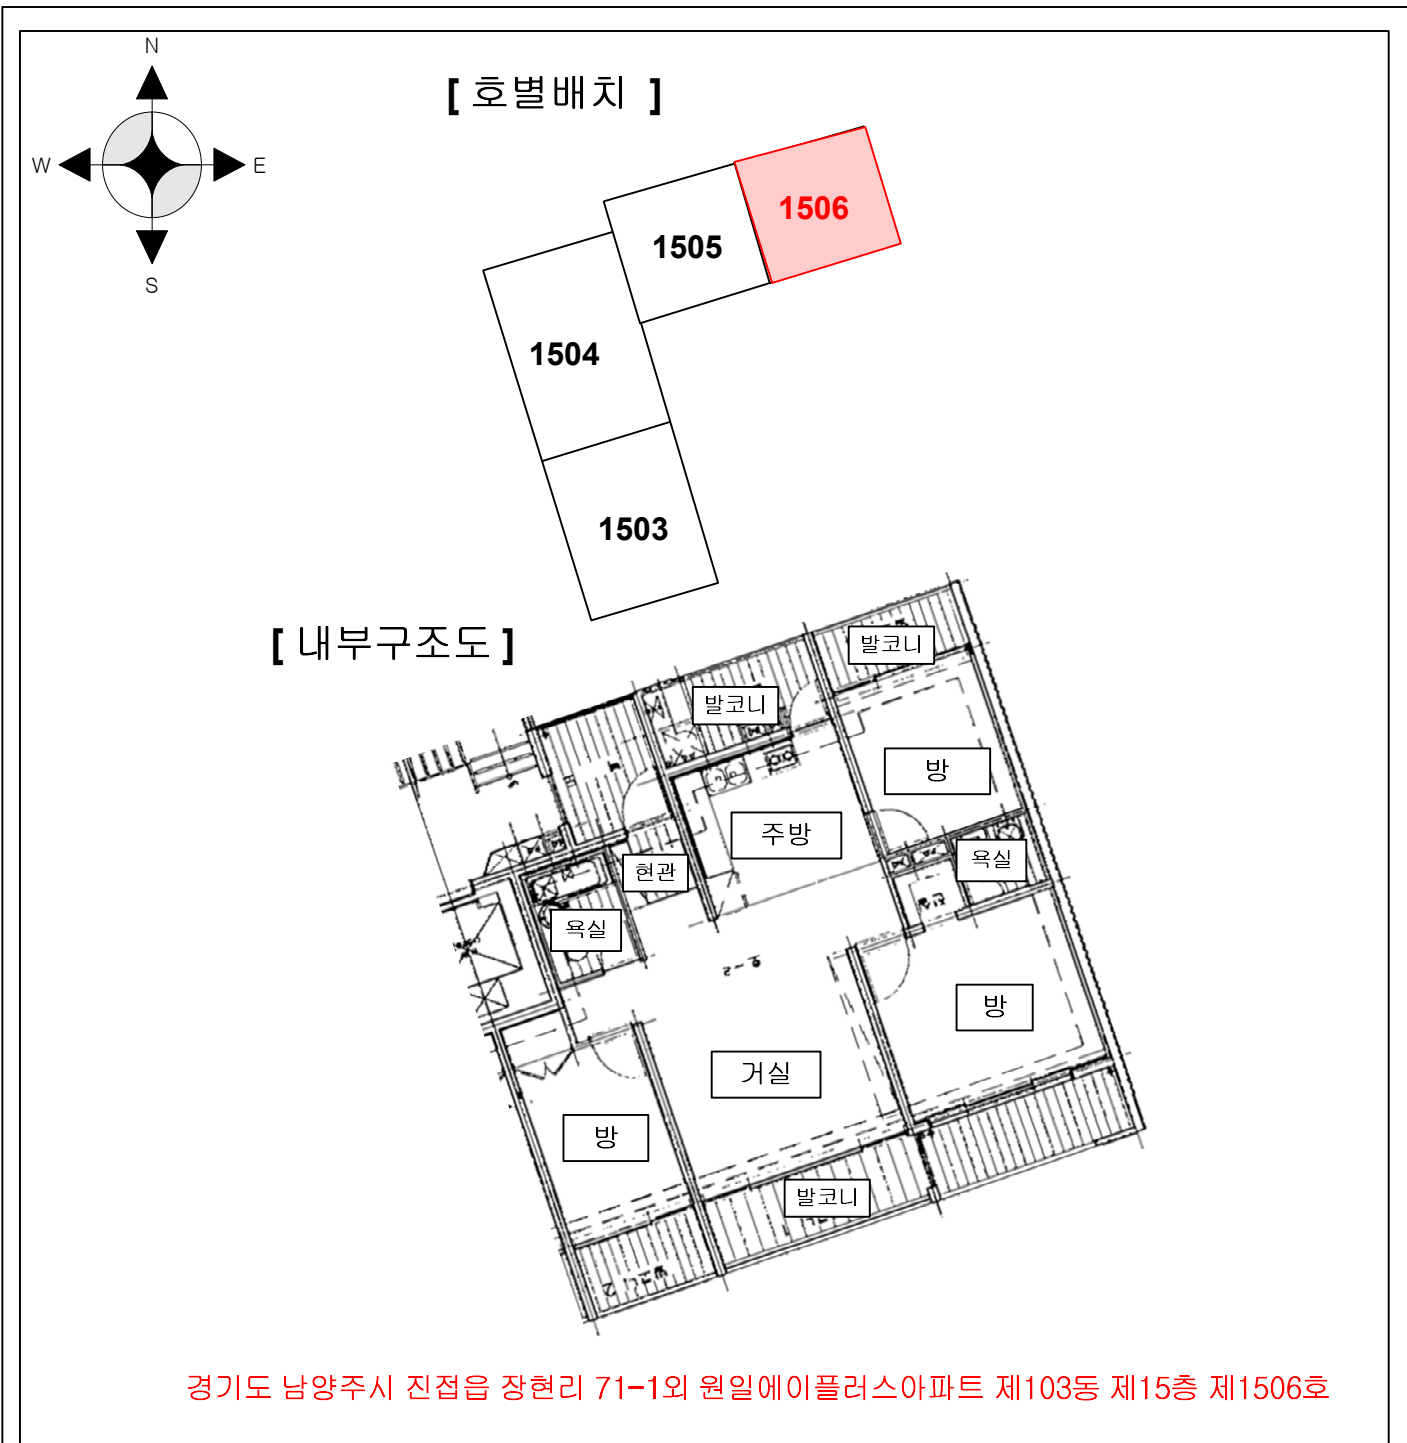 N
[ 호별배치 ]
W
E
1506
1505
S
1504
1503
[ 내부구조도 ]
발코니
발코니
방
주방
욕실
현관
욕실
방
거실
방
발코니
경기도 남양주시 진접읍 장현리 71-1외 원일에이플러스아파트 제103동 제15층 제1506호